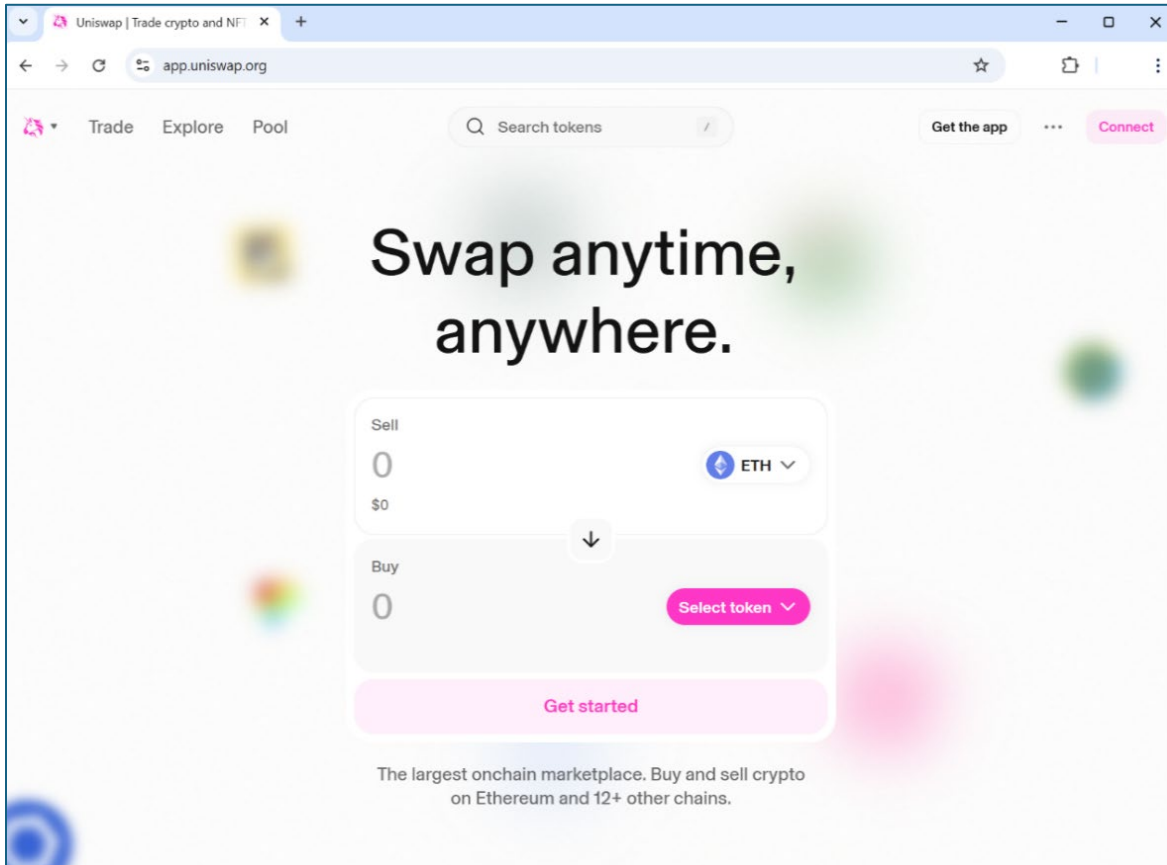 Uniswap | Trade crypto and NFT
app.uniswap.org
Trade Explore Pool
Search tokens /
Get the app
Connect
Swap anytime,
anywhere.
Sell
0
ETH
$0
Buy
0
Select token
Get started
The largest onchain marketplace. Buy and sell crypto
on Ethereum and 12+ other chains.